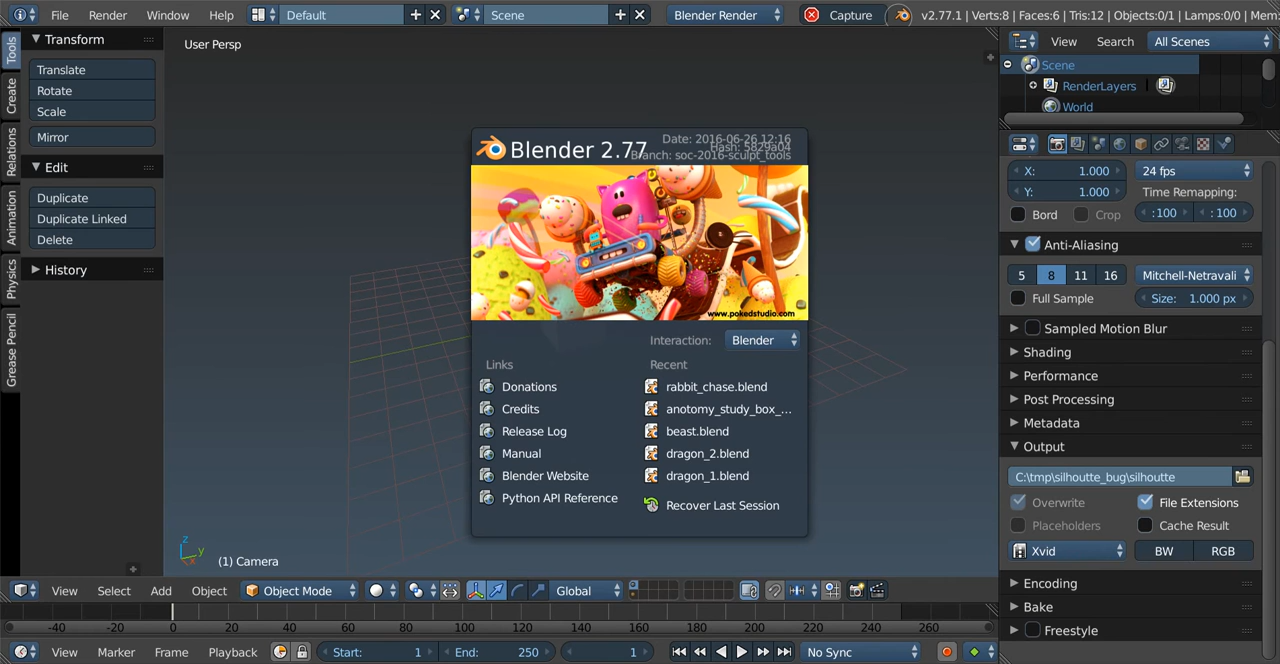 File Render Window Help Default Scene Blender Render Capture v2.77.1 | Verts:8 | Faces:6 | Tris:12 | Objects:0/1 | Lamps:0/0 | Mem:
Tools
Create
Relations
Animation
Physics
Grease Pencil
Transform
Translate
Rotate
Scale
Mirror
Edit
Duplicate
Duplicate Linked
Delete
History
User Persp
Blender 2.77
Date: 2016-06-26 12:16
Hash: 5829a04
Branch: soc-2016-sculpt_tools
www.pokedstudio.com
Interaction: Blender
Links
Donations
Credits
Release Log
Manual
Blender Website
Python API Reference
Recent
rabbit_chase.blend
anotomy_study_box_...
beast.blend
dragon_2.blend
dragon_1.blend
Recover Last Session
z
y
x
(1) Camera
View Select Add Object Object Mode Global
-40 -20 0 20 40 60 80 100 120 140 160 180 200 220 240 260
View Marker Frame Playback Start: 1 End: 250 1 No Sync
View Search All Scenes
Scene
RenderLayers
World
X: 1.000 24 fps
Y: 1.000 Time Remapping:
Bord Crop :100 : 100
Anti-Aliasing
5 8 11 16 Mitchell-Netravali
Full Sample Size: 1.000 px
Sampled Motion Blur
Shading
Performance
Post Processing
Metadata
Output
C:\tmp\silhoutte_bug\silhoutte
Overwrite File Extensions
Placeholders Cache Result
Xvid BW RGB
Encoding
Bake
Freestyle